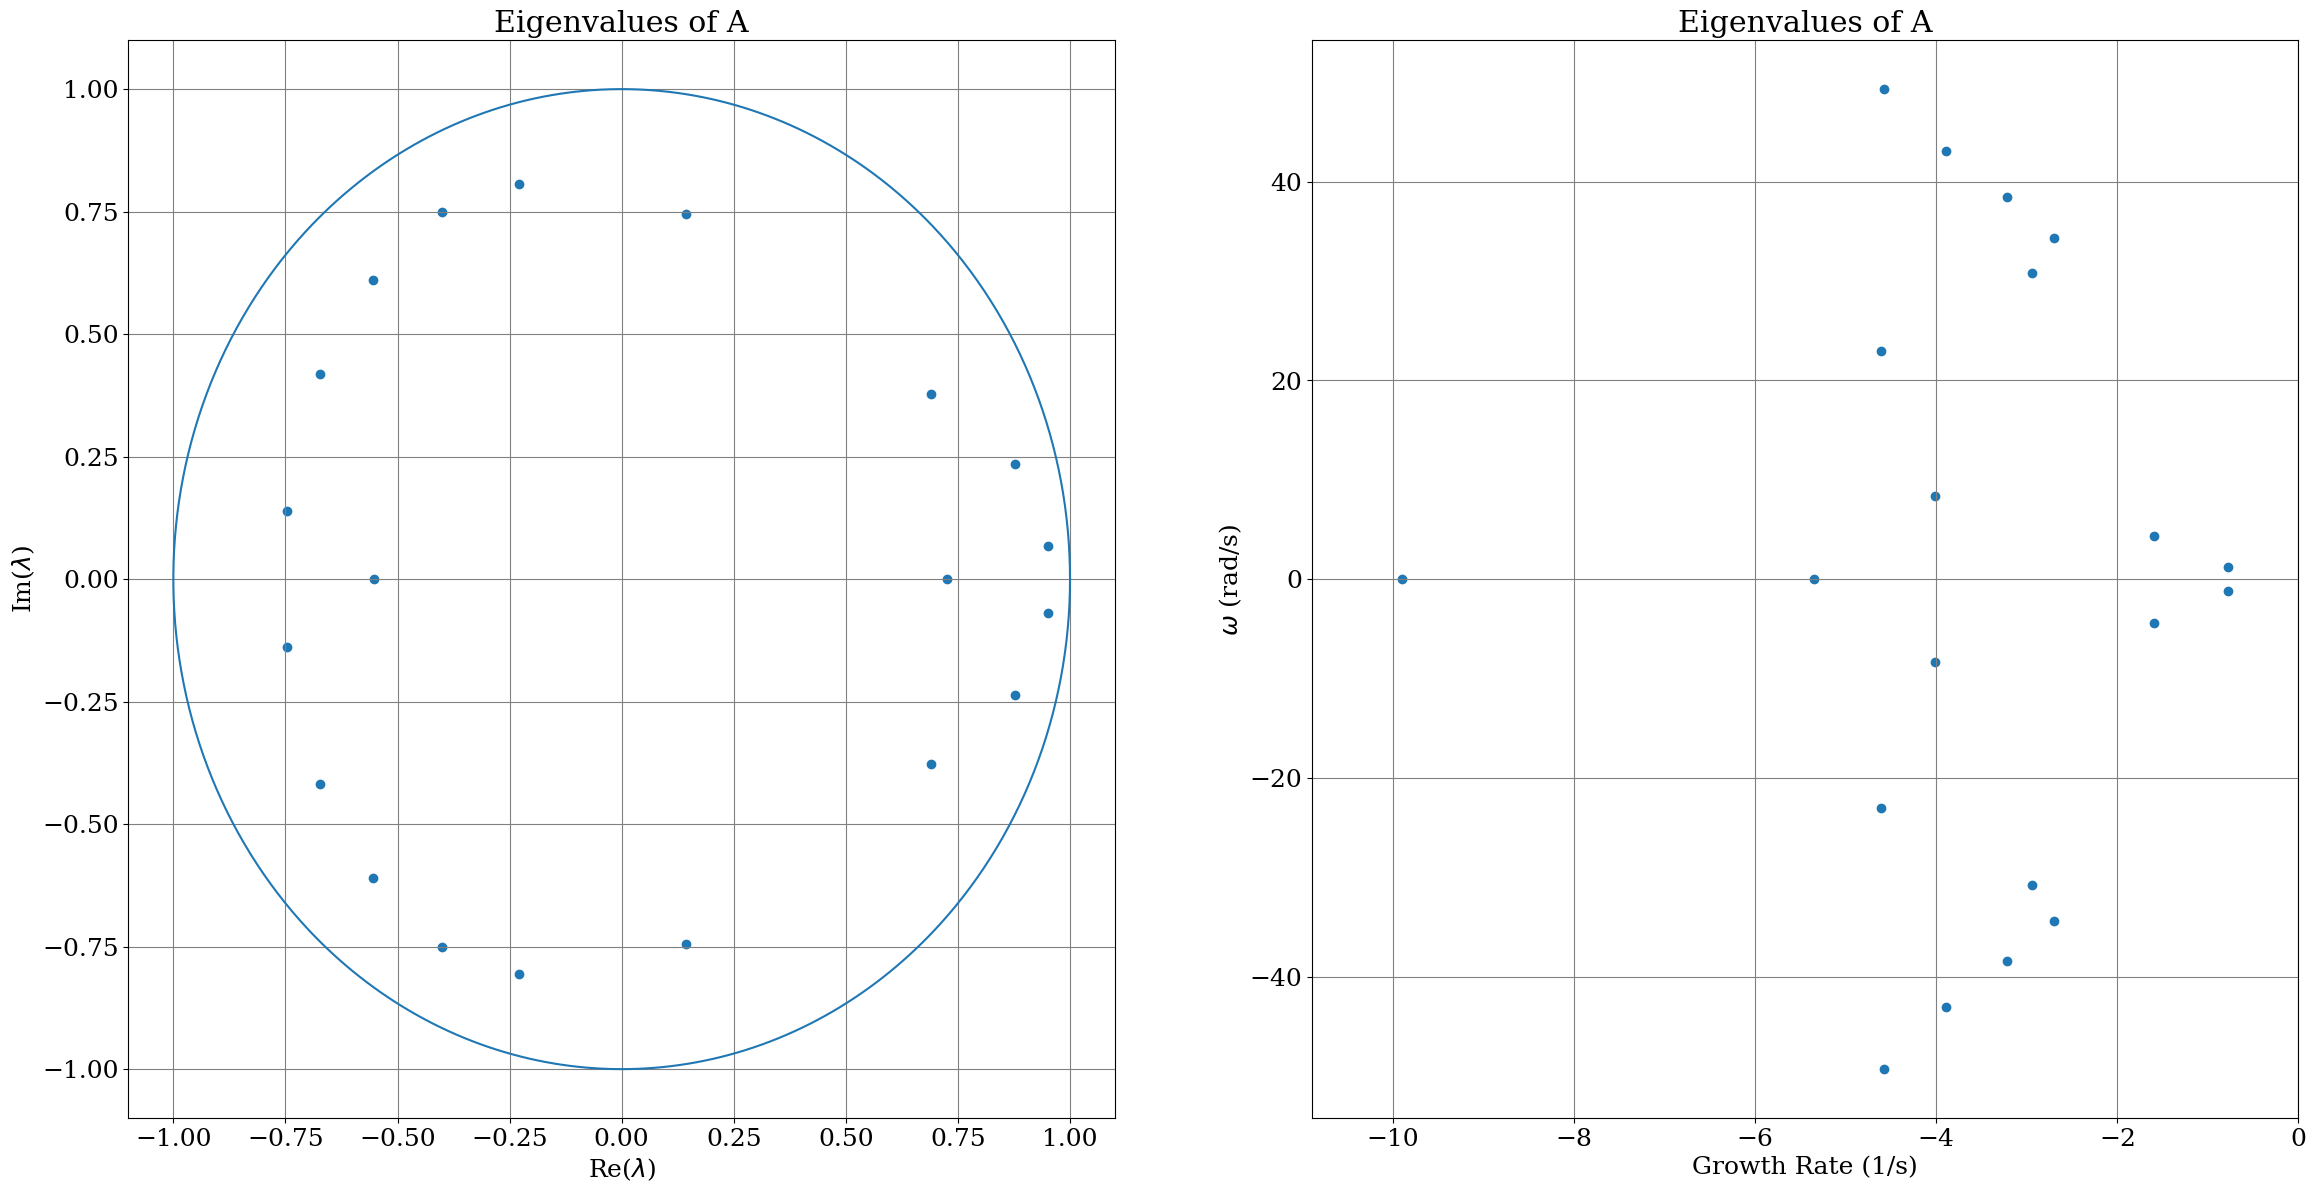 Eigenvalues of A
1.00
0.75
0.50
0.25
0.00
−0.25
−0.50
−0.75
−1.00
Im(λ)
−1.00 −0.75 −0.50 −0.25 0.00 0.25 0.50 0.75 1.00
Re(λ)
Eigenvalues of A
40
20
0
−20
−40
ω (rad/s)
−10 −8 −6 −4 −2 0
Growth Rate (1/s)